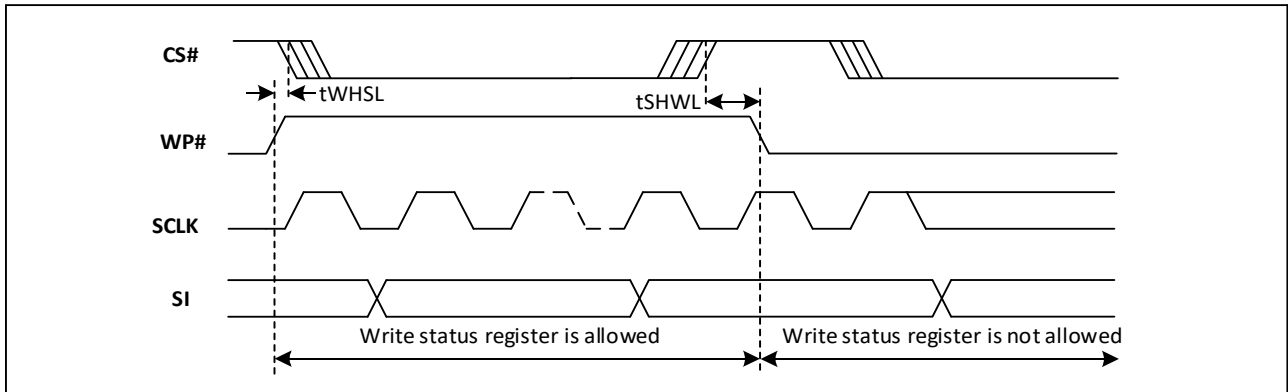 CS#
tWHSL
tSHWL
WP#
SCLK
SI
Write status register is allowed
Write status register is not allowed